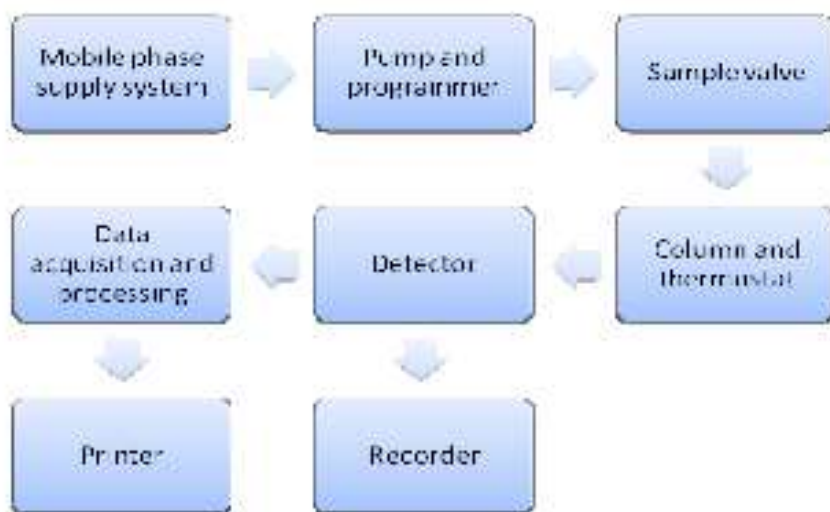 Mobile phase
supply system
Pump and
programmer
Sample valve
Column and
thermostat
Detector
Data
acquisition and
processing
Printer
Recorder